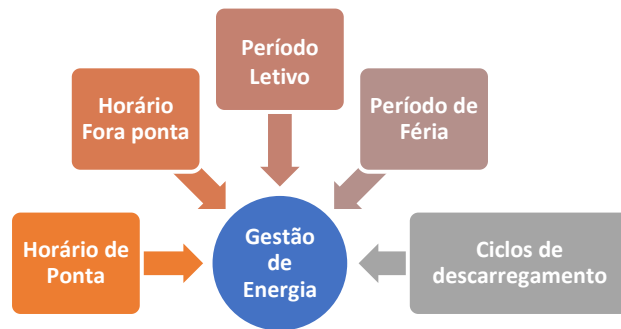 Período
Letivo
Horário
Fora ponta
Período de
Féria
Horário de
Ponta
Gestão
de
Energia
Ciclos de
descarregamento